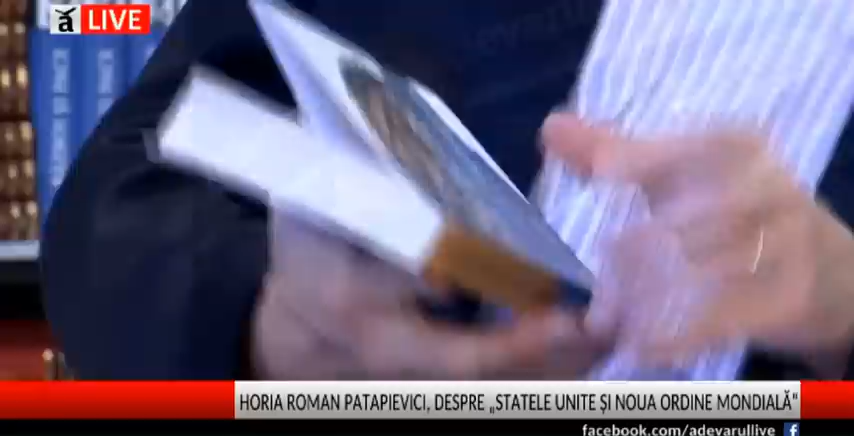 ă LIVE
HORIA ROMAN PATAPIEVICI, DESPRE „STATELE UNITE ȘI NOUA ORDINE MONDIALĂ"
facebook.com/adevarullive f